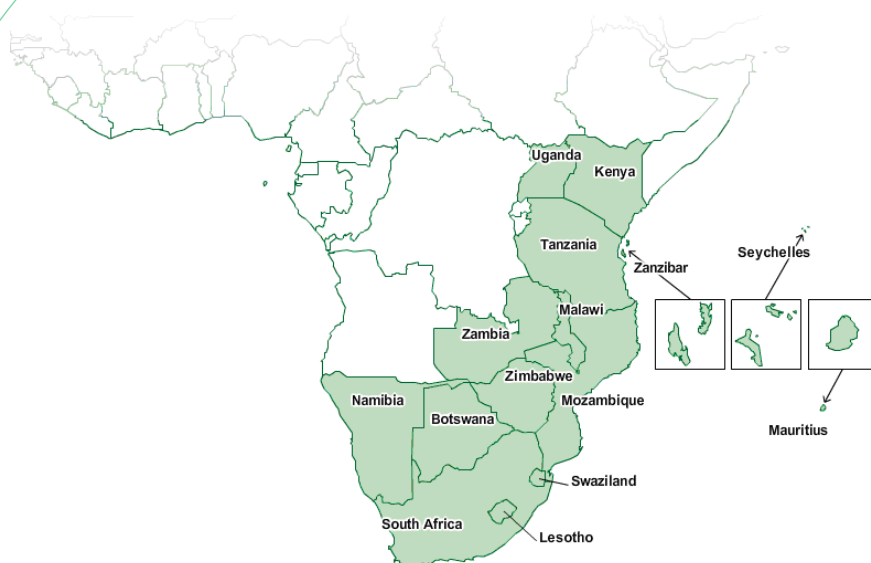 Uganda
Kenya
Tanzania
Seychelles
Zanzibar
Malawi
Zambia
Zimbabwe
Namibia
Mozambique
Botswana
Mauritius
Swaziland
South Africa
Lesotho